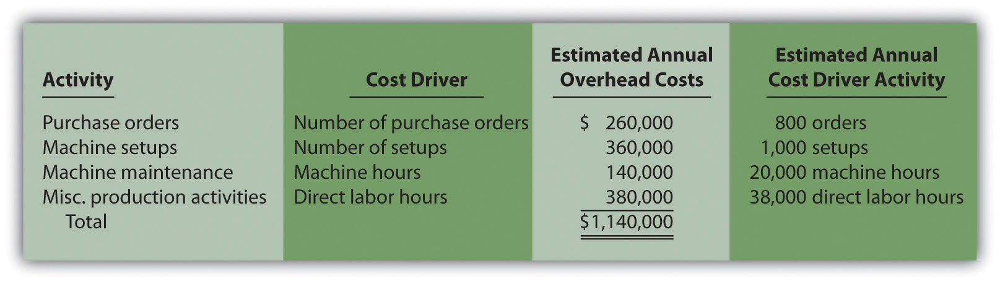 Estimated Annual Estimated Annual
Activity Cost Driver Overhead Costs Cost Driver Activity
Purchase orders Number of purchase orders $ 260,000 800 orders
Machine setups Number of setups 360,000 1,000 setups
Machine maintenance Machine hours 140,000 20,000 machine hours
Misc. production activities Direct labor hours 380,000 38,000 direct labor hours
Total $1,140,000